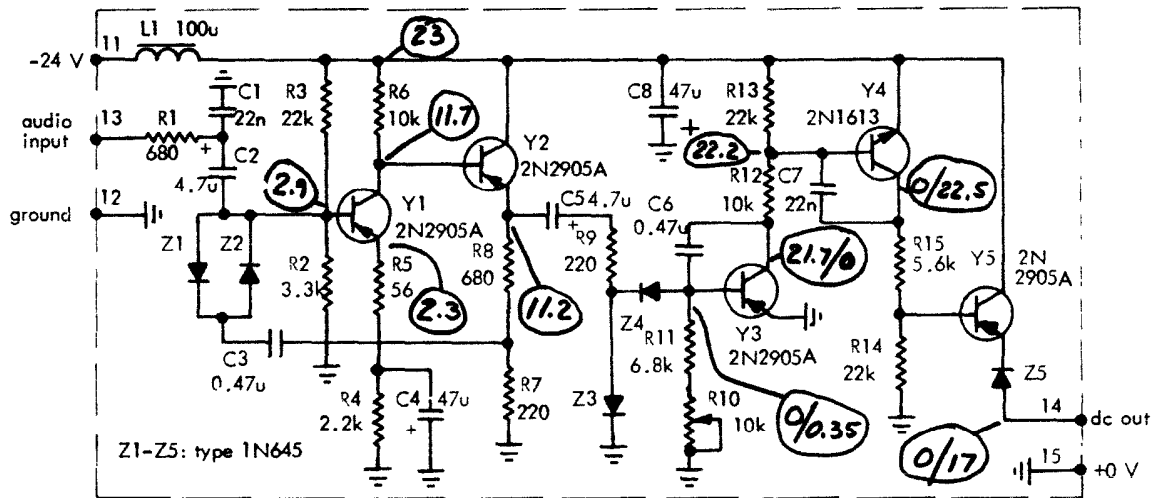 -24 V
11
L1 100u
23
audio
input
13
R1
680
+
C1
22n
C2
4.7u
R3
22k
R6
10k
11.7
Y2
2N2905A
C8
47u
+
R13
22k
Y4
2N1613
22.2
R12
10k
C7
22n
0/22.5
ground
12
2.9
Y1
2N2905A
C5 4.7u
+
R9
220
C6
0.47u
Z1
Z2
R2
3.3k
R5
56
2.3
R8
680
11.2
Z4
21.7/0
R15
5.6k
Y5
2N
2905A
Y3
2N2905A
R11
6.8k
C3
0.47u
R4
2.2k
C4
47u
+
R7
220
Z3
R10
10k
0/0.35
R14
22k
Z5
14
dc out
0/17
15
+0 V
Z1-Z5: type 1N645